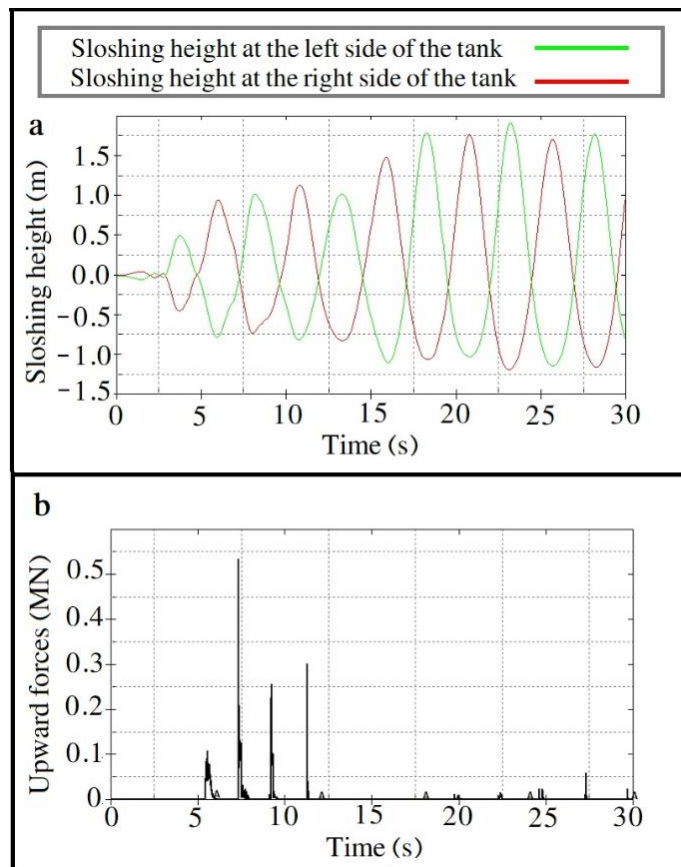 Sloshing height at the left side of the tank
Sloshing height at the right side of the tank
a
Sloshing height (m)
1.5
1.0
0.5
0.0
−0.5
−1.0
−1.5
0 5 10 15 20 25 30
Time (s)
b
Upward forces (MN)
0.5
0.4
0.3
0.2
0.1
0
0 5 10 15 20 25 30
Time (s)